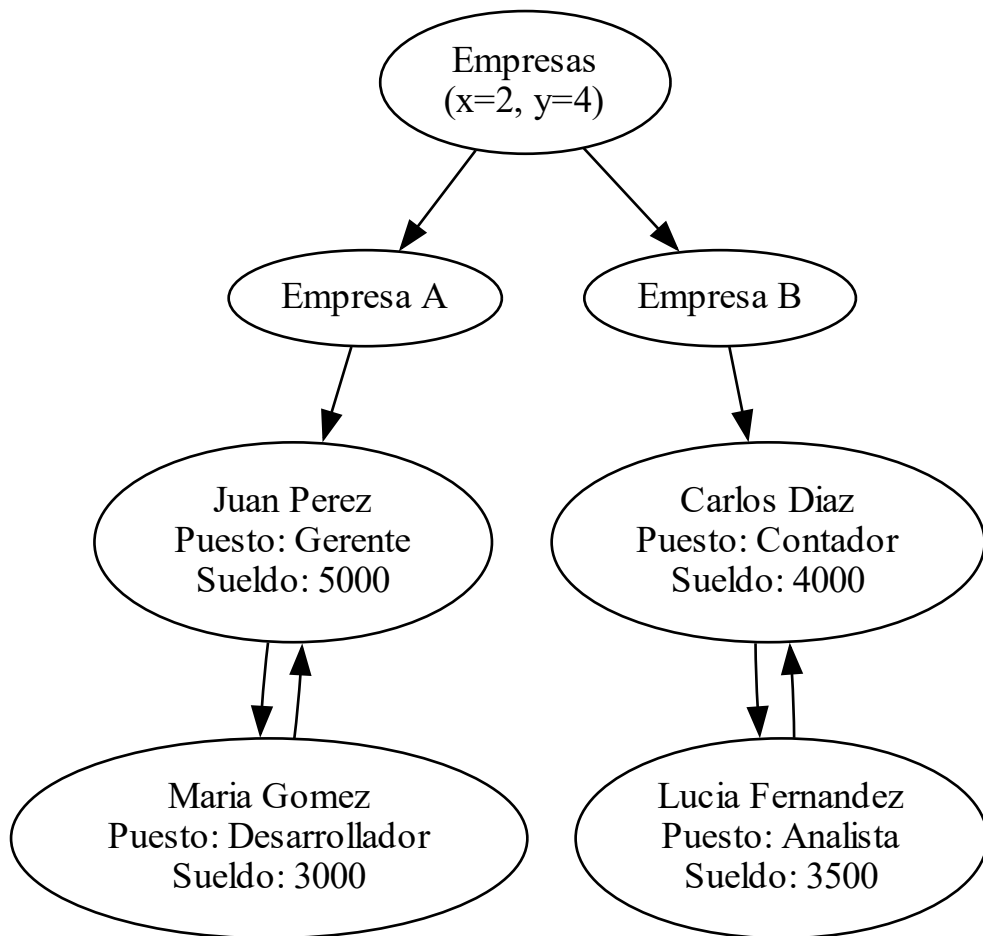 Empresas
(x=2, y=4)
Empresa A
Empresa B
Juan Perez
Puesto: Gerente
Sueldo: 5000
Carlos Diaz
Puesto: Contador
Sueldo: 4000
Maria Gomez
Puesto: Desarrollador
Sueldo: 3000
Lucia Fernandez
Puesto: Analista
Sueldo: 3500